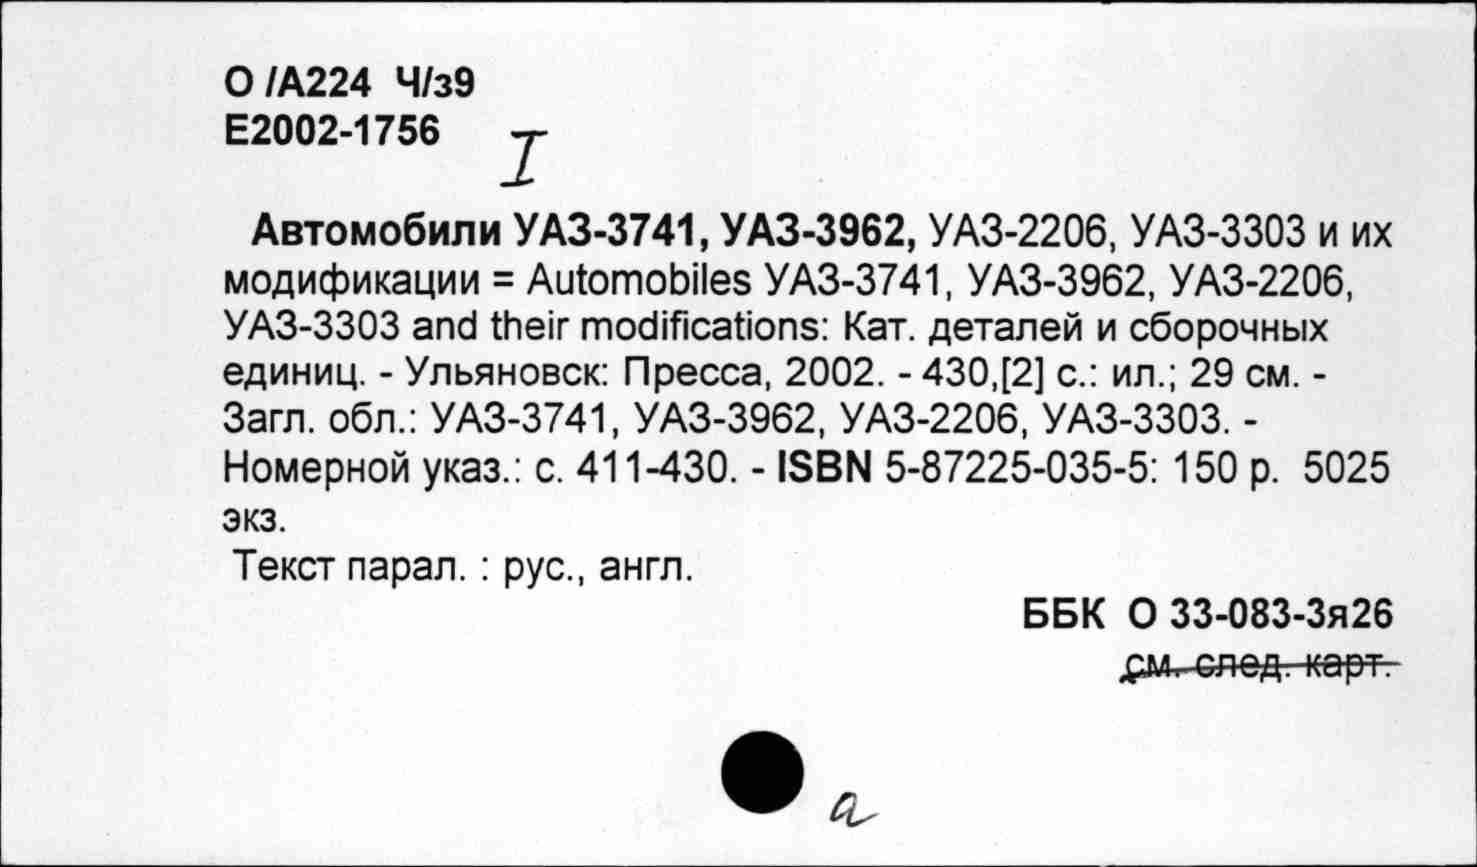 О /А224 Ч/з9
Е2002-1756
I
Автомобили УАЗ-3741, УАЗ-3962, УАЗ-2206, УАЗ-3303 и их
модификации = Automobiles УАЗ-3741, УАЗ-3962, УАЗ-2206,
УАЗ-3303 and their modifications: Кат. деталей и сборочных
единиц. - Ульяновск: Пресса, 2002. - 430,[2] с.: ил.; 29 см. -
Загл. обл.: УАЗ-3741, УАЗ-3962, УАЗ-2206, УАЗ-3303. -
Номерной указ.: с. 411-430. - ISBN 5-87225-035-5: 150 р. 5025
экз.
Текст парал. : рус., англ.
ББК О 33-083-3я26
см. след. карт.
а